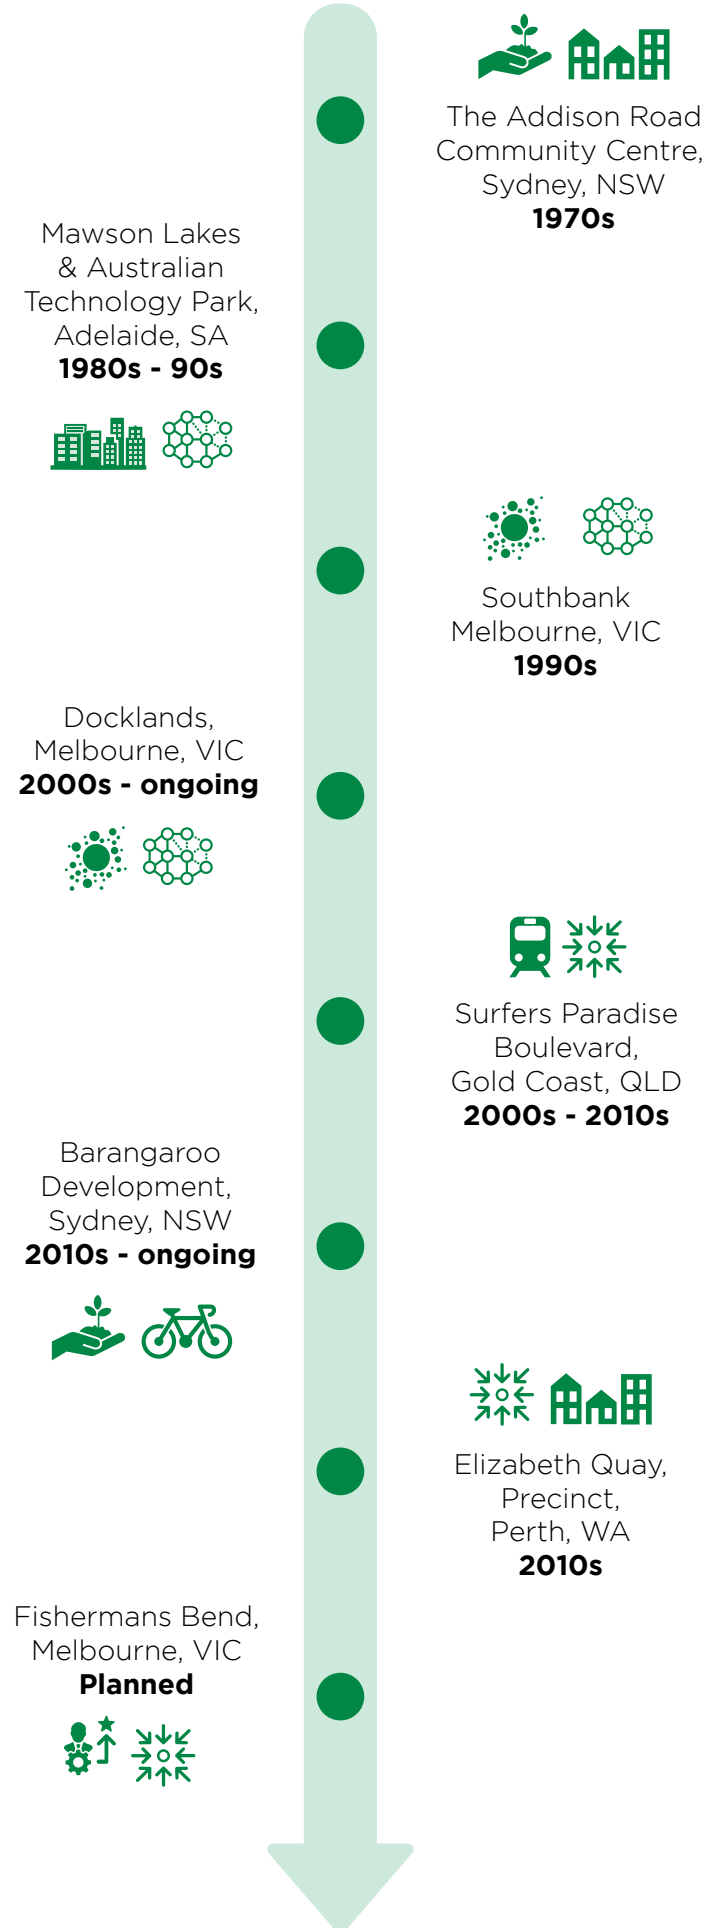 The Addison Road
Community Centre,
Sydney, NSW
1970s
Mawson Lakes
& Australian
Technology Park,
Adelaide, SA
1980s - 90s
Southbank
Melbourne, VIC
1990s
Docklands,
Melbourne, VIC
2000s - ongoing
Surfers Paradise
Boulevard,
Gold Coast, QLD
2000s - 2010s
Barangaroo
Development,
Sydney, NSW
2010s - ongoing
Elizabeth Quay,
Precinct,
Perth, WA
2010s
Fishermans Bend,
Melbourne, VIC
Planned